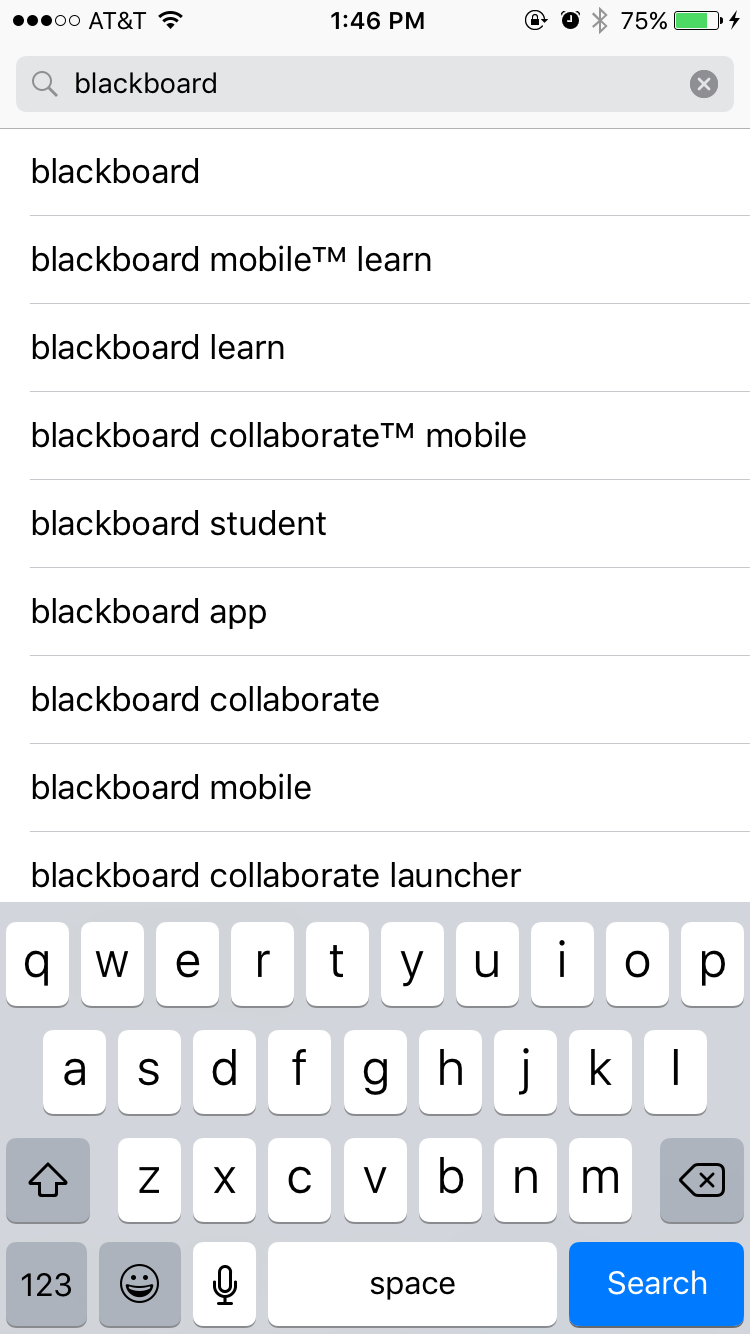 AT&T 1:46 PM 75%
blackboard
blackboard
blackboard mobile™ learn
blackboard learn
blackboard collaborate™ mobile
blackboard student
blackboard app
blackboard collaborate
blackboard mobile
blackboard collaborate launcher
q w e r t y u i o p
a s d f g h j k l
z x c v b n m
123 space Search